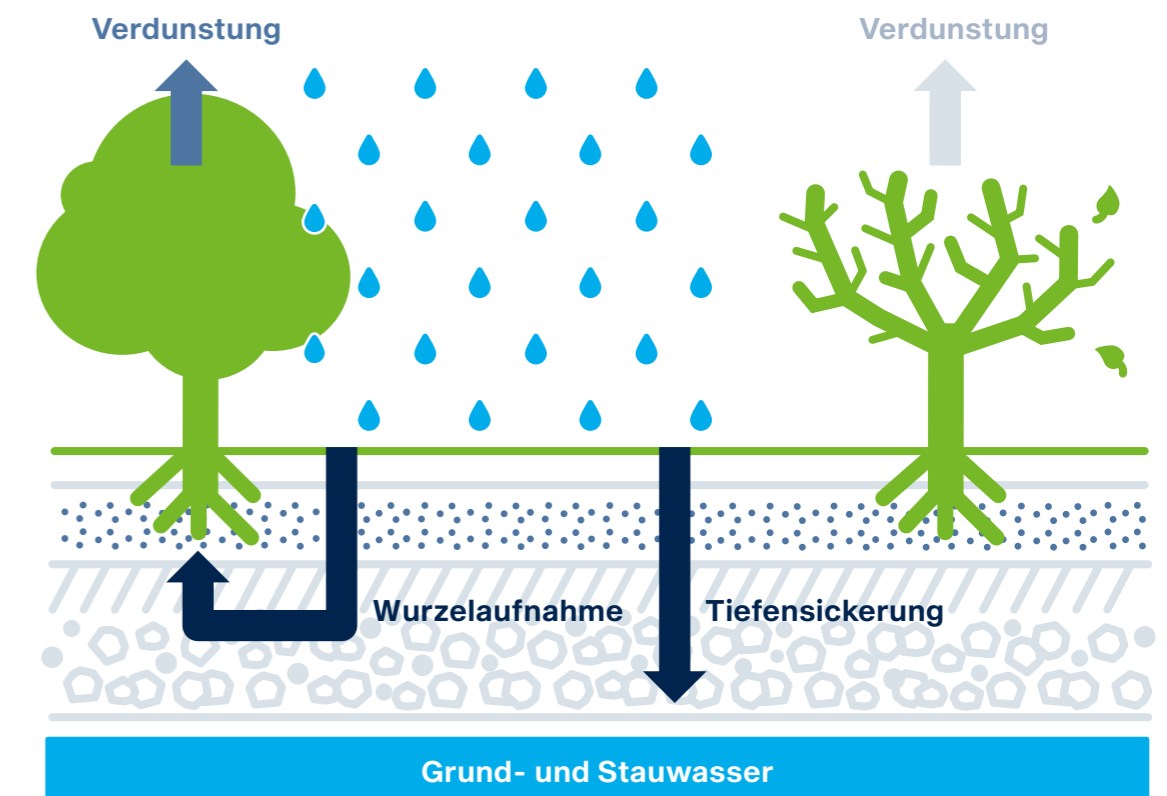 Verdunstung
Verdunstung
Wurzelaufnahme
Tiefensickerung
Grund- und Stauwasser